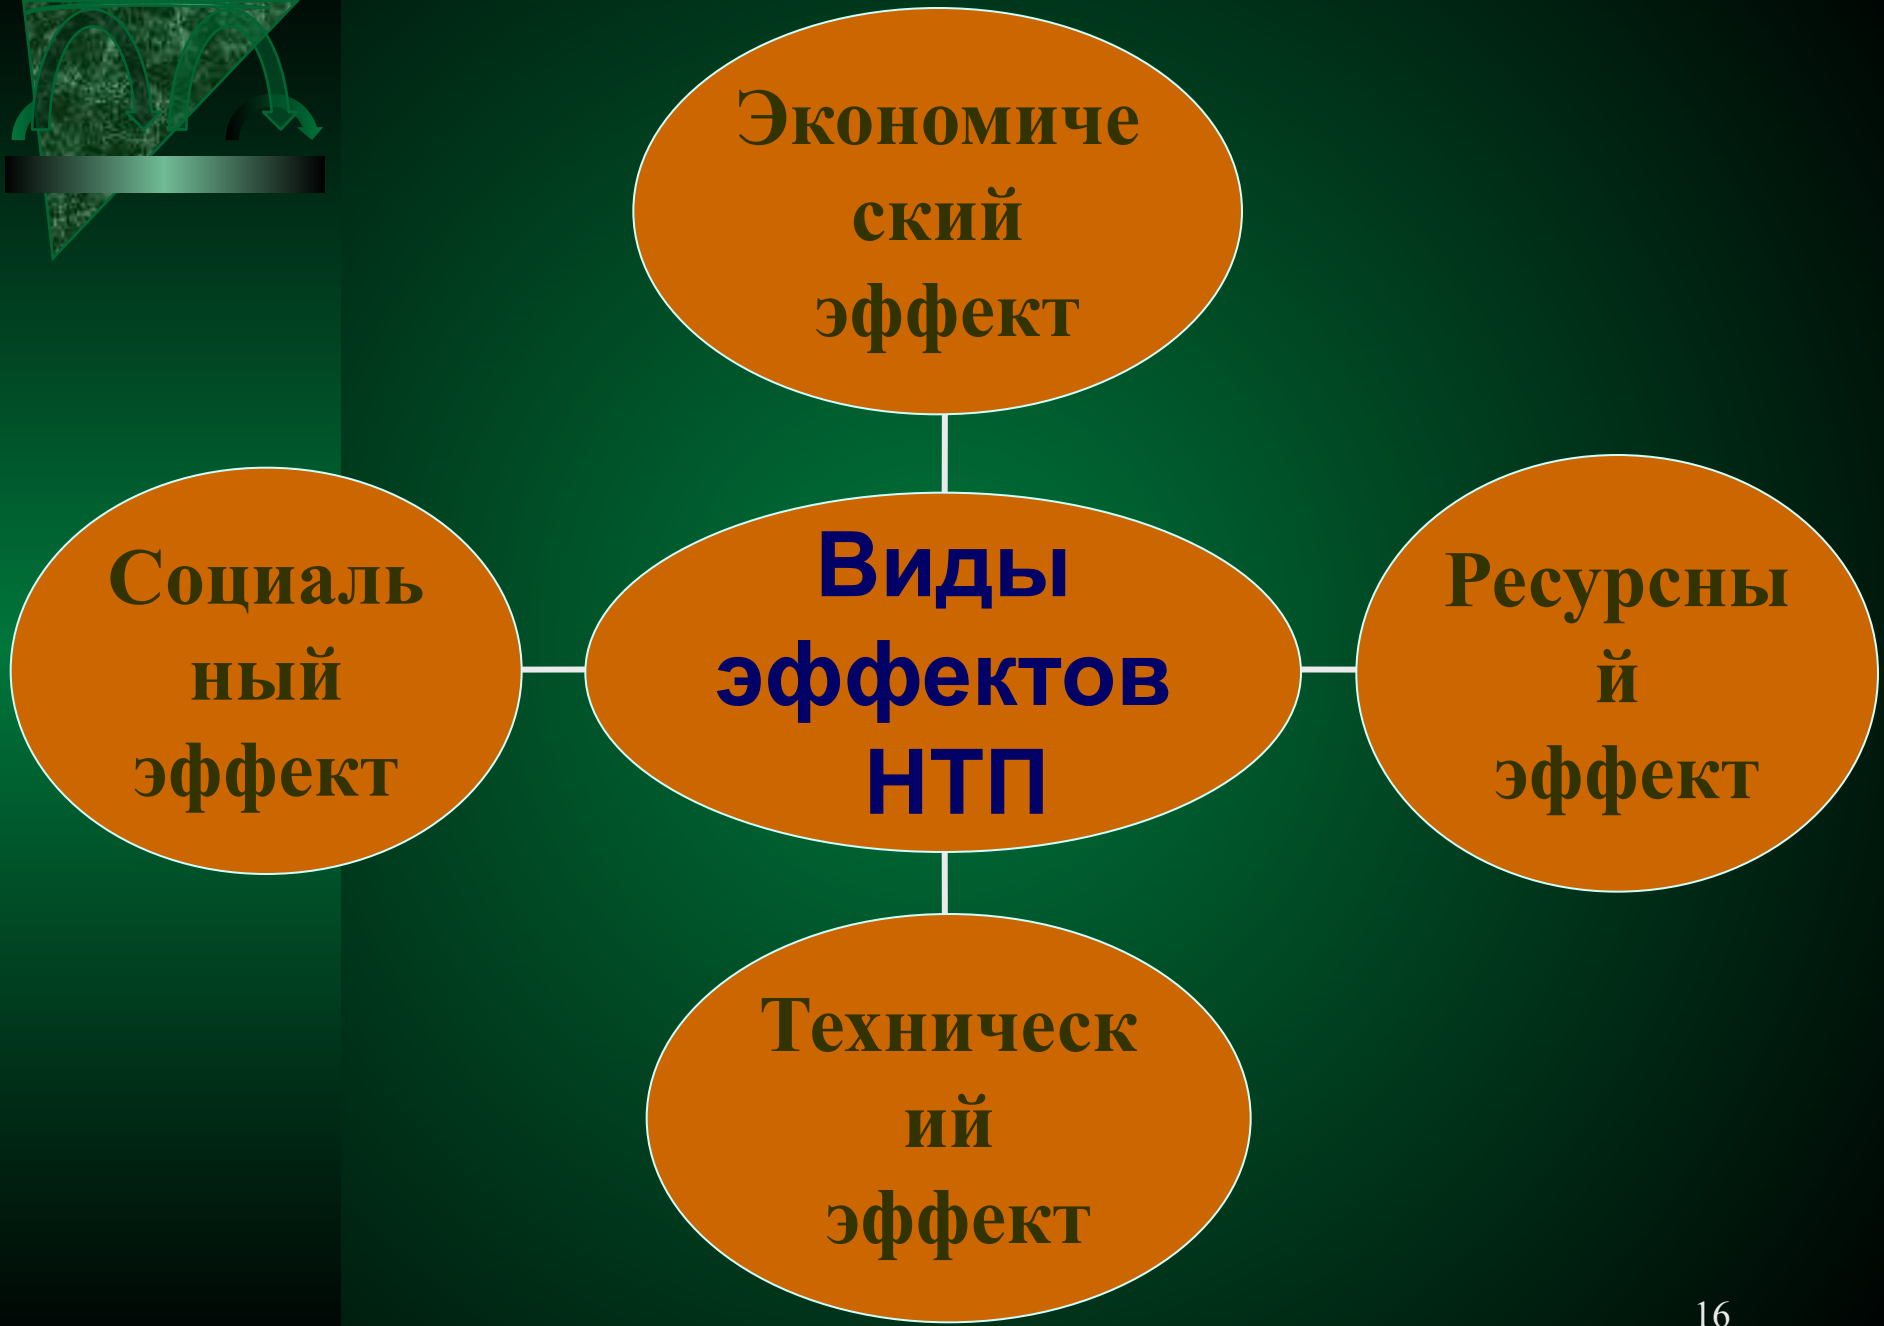 Экономиче
ский
эффект
Социаль
ный
эффект
Виды
эффектов
НТП
Ресурсны
й
эффект
Техническ
ий
эффект
16